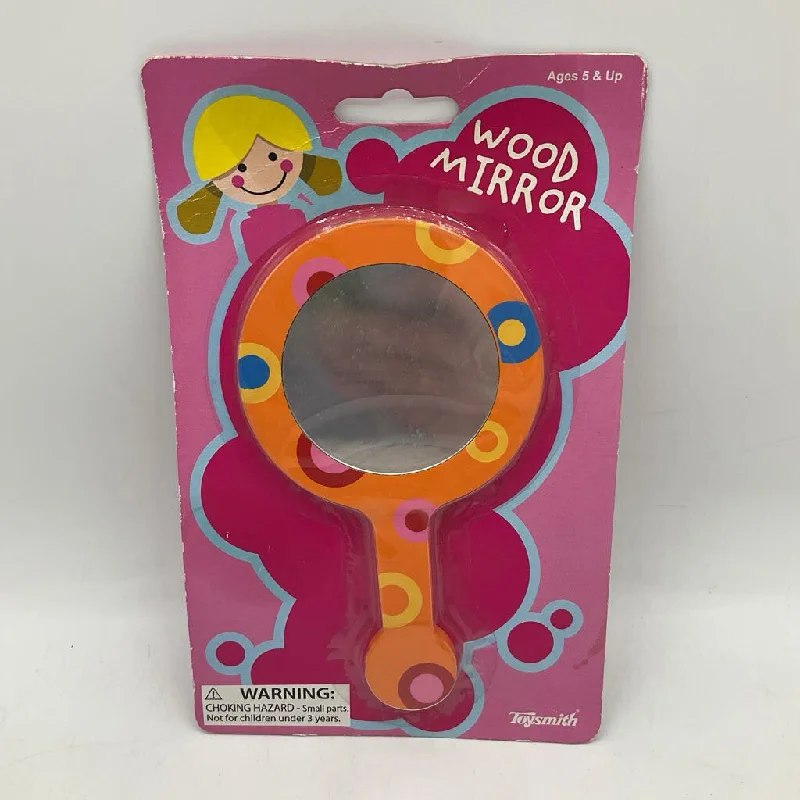 Ages 5 & Up
WOOD
MIRROR
WARNING:
CHOKING HAZARD - Small parts.
Not for children under 3 years.
Toysmith®